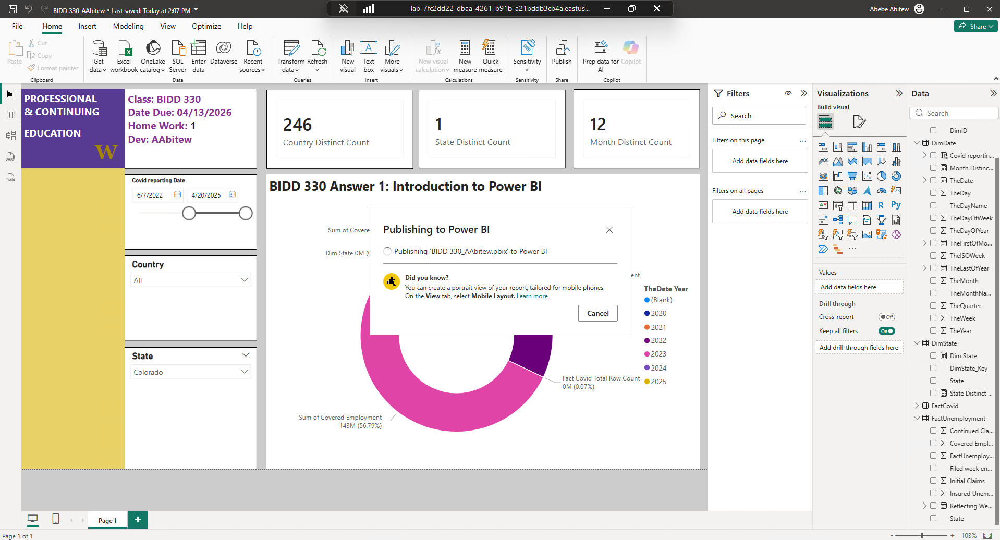 BIDD 330_AAbitew • Last saved: Today at 2:07 PM
lab-7fc2dd22-dbaa-4261-b91b-a21bddb3cb4a.eastus...
Abebe Abitew
File
Home
Insert
Modeling
View
Optimize
Help
Share
Paste
Cut
Copy
Format painter
Clipboard
Get data
Excel workbook
OneLake catalog
SQL Server
Enter data
Dataverse
Recent sources
Data
Transform data
Refresh
Queries
New visual
Text box
More visuals
Insert
New visual calculation
New measure
Quick measure
Calculations
Sensitivity
Sensitivity
Publish
Share
Prep data for AI
Copilot
Copilot
PROFESSIONAL
& CONTINUING
EDUCATION
W
Class: BIDD 330
Date Due: 04/13/2026
Home Work: 1
Dev: AAbitew
246
Country Distinct Count
1
State Distinct Count
12
Month Distinct Count
Covid reporting Date
6/7/2022
4/20/2025
Country
All
State
Colorado
BIDD 330 Answer 1: Introduction to Power BI
Sum of Covere
Dim State 0M (0
ent
Publishing to Power BI
Publishing 'BIDD 330_AAbitew.pbix' to Power BI
Did you know?
You can create a portrait view of your report, tailored for mobile phones.
On the View tab, select Mobile Layout. Learn more
Cancel
TheDate Year
(Blank)
2020
2021
2022
2023
2024
2025
Fact Covid Total Row Count
0M (0.07%)
Sum of Covered Employment
143M (56.79%)
Filters
Search
Filters on this page
...
Add data fields here
Filters on all pages
...
Add data fields here
Visualizations
Build visual
R
Py
123
...
Values
Add data fields here
Drill through
Cross-report
Off
Keep all filters
On
Add drill-through fields here
Data
Search
DimID
DimDate
Covid reportin...
Month Distinc...
TheDate
TheDay
TheDayName
TheDayOfWeek
TheDayOfYear
TheFirstOfMo...
TheISOWeek
TheLastOfYear
TheMonth
TheMonthNa...
TheQuarter
TheWeek
TheYear
DimState
Dim State
DimState_Key
State
State Distinct ...
FactCovid
FactUnemployment
Continued Cla...
Covered Empl...
FactUnemploy...
Filed week en...
Initial Claims
Insured Unem...
Reflecting We...
State
DAX
TMDL
Page 1
+
Page 1 of 1
- + 103%